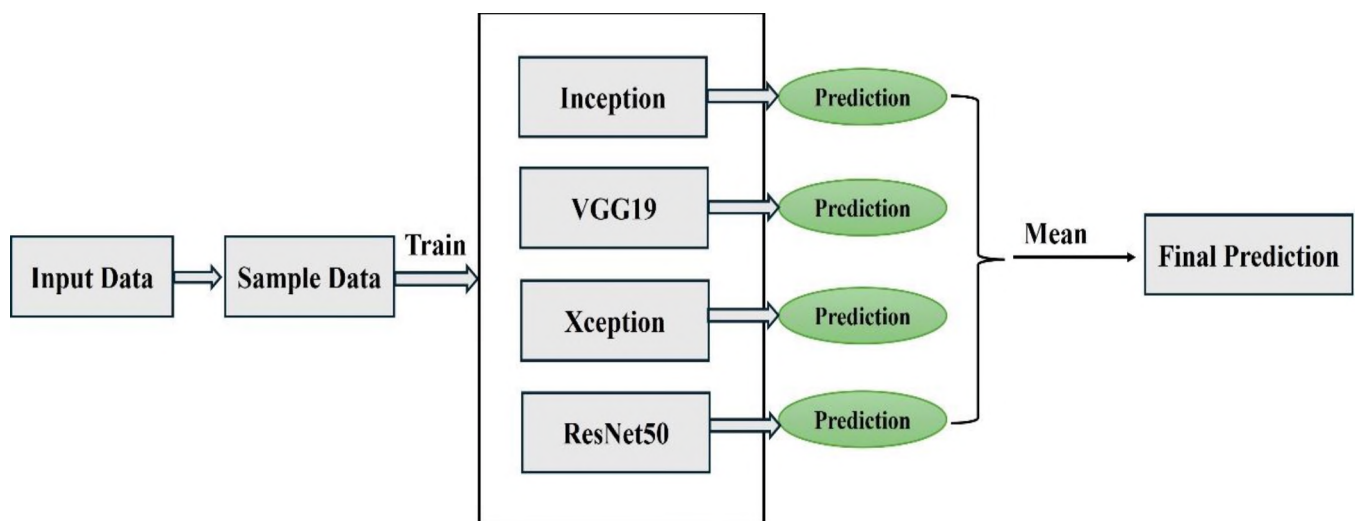 Input Data
Sample Data
Train
Inception
Prediction
VGG19
Prediction
Xception
Prediction
ResNet50
Prediction
Mean
Final Prediction